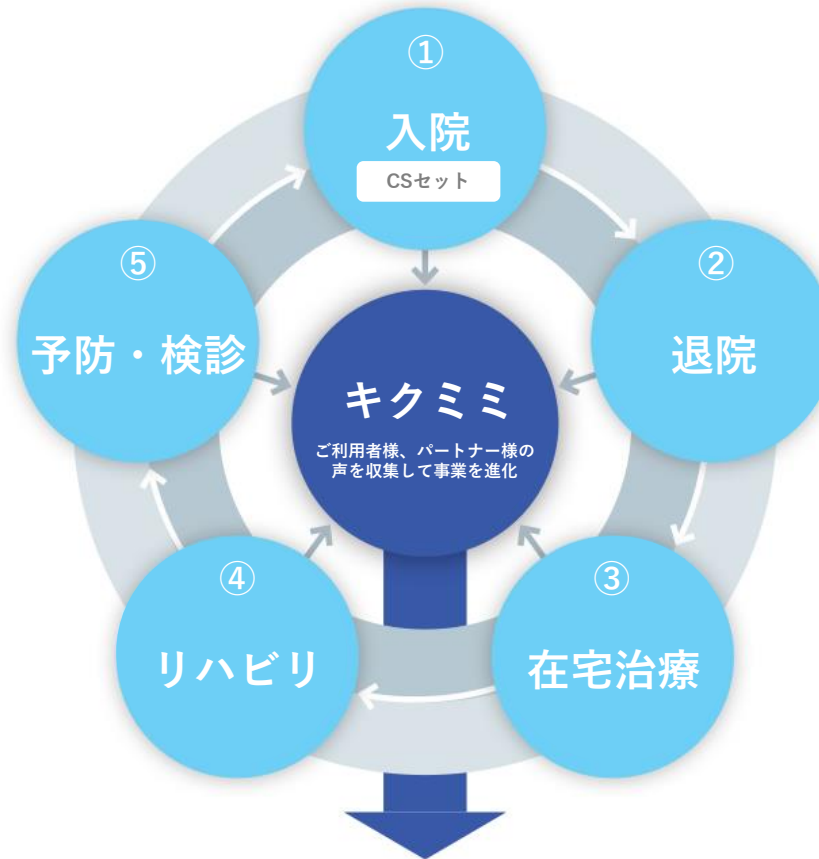 ①
入院
CSセット
②
退院
③
在宅治療
④
リハビリ
⑤
予防・検診
キクミミ
ご利用者様、パートナー様の
声を収集して事業を進化